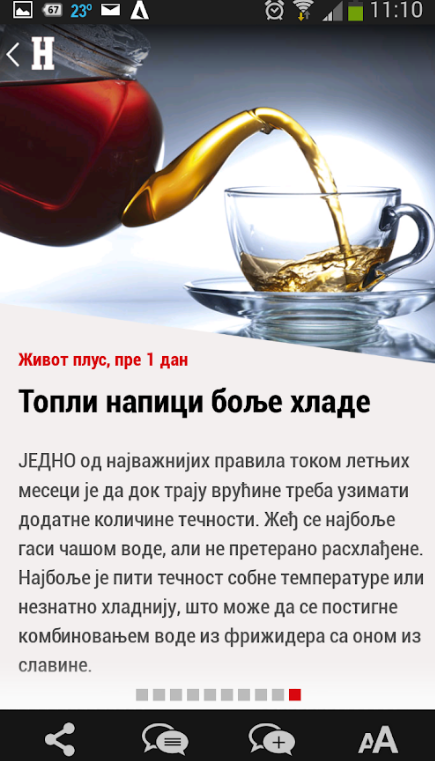 67 23° 11:10
H
Живот плус, пре 1 дан
Топли напици боље хладе
ЈЕДНО од најважнијих правила током летњих
месеци је да док трају врућине треба узимати
додатне количине течности. Жеђ се најбоље
гаси чашом воде, али не претерано расхлађене.
Најбоље је пити течност собне температуре или
незнатно хладнију, што може да се постигне
комбиновањем воде из фрижидера са оном из
славине.
AA